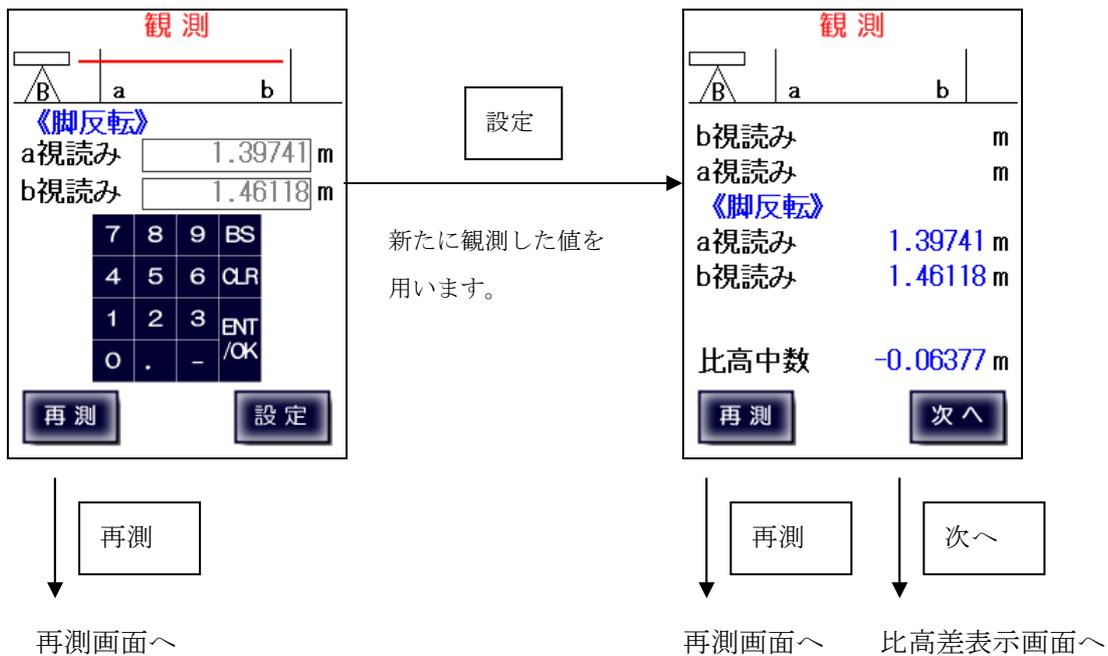 観 測
B a b
《脚反転》
a視読み 1.39741 m
b視読み 1.46118 m
7 8 9 BS
4 5 6 CLR
1 2 3 ENT
0 . - /OK
再 測 設 定
設定
新たに観測した値を
用います。
観 測
B a b
b視読み m
a視読み m
《脚反転》
a視読み 1.39741 m
b視読み 1.46118 m
比高中数 -0.06377 m
再 測 次 へ
再測
再測画面へ
再測
次へ
再測画面へ
比高差表示画面へ